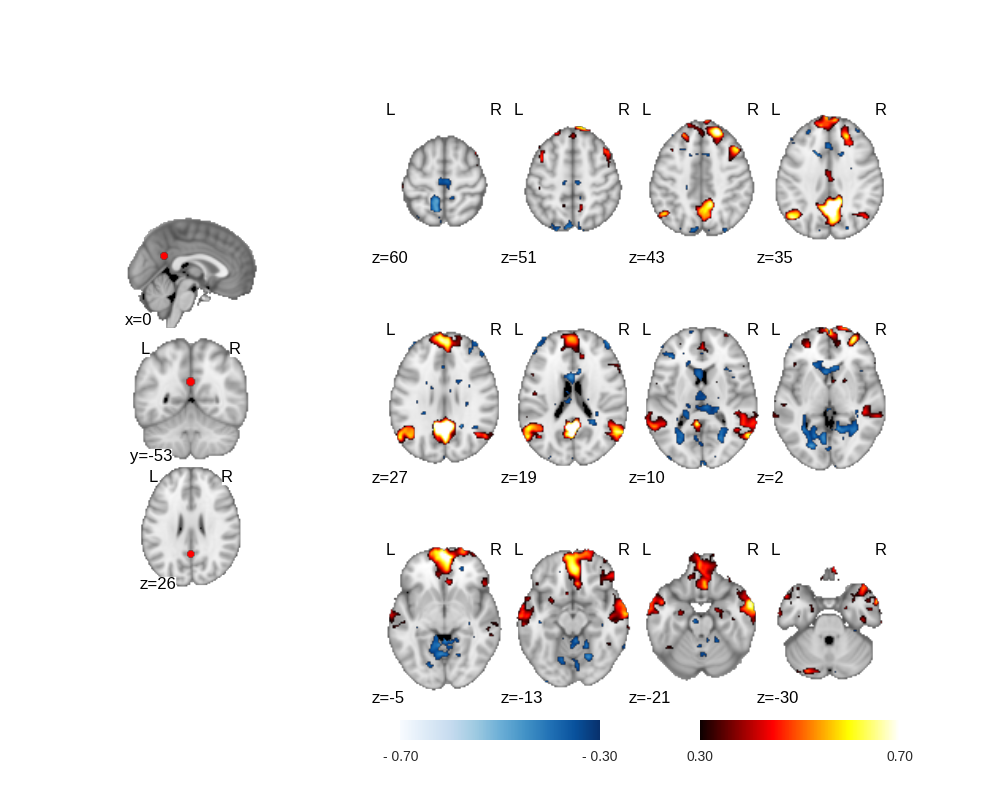 L R L R L R L R
z=60 z=51 z=43 z=35
x=0
L R L R L R L R
L R
y=-53
L R
z=27 z=19 z=10 z=2
L R L R L R L R
z=26
z=-5 z=-13 z=-21 z=-30
- 0.70 - 0.30 0.30 0.70